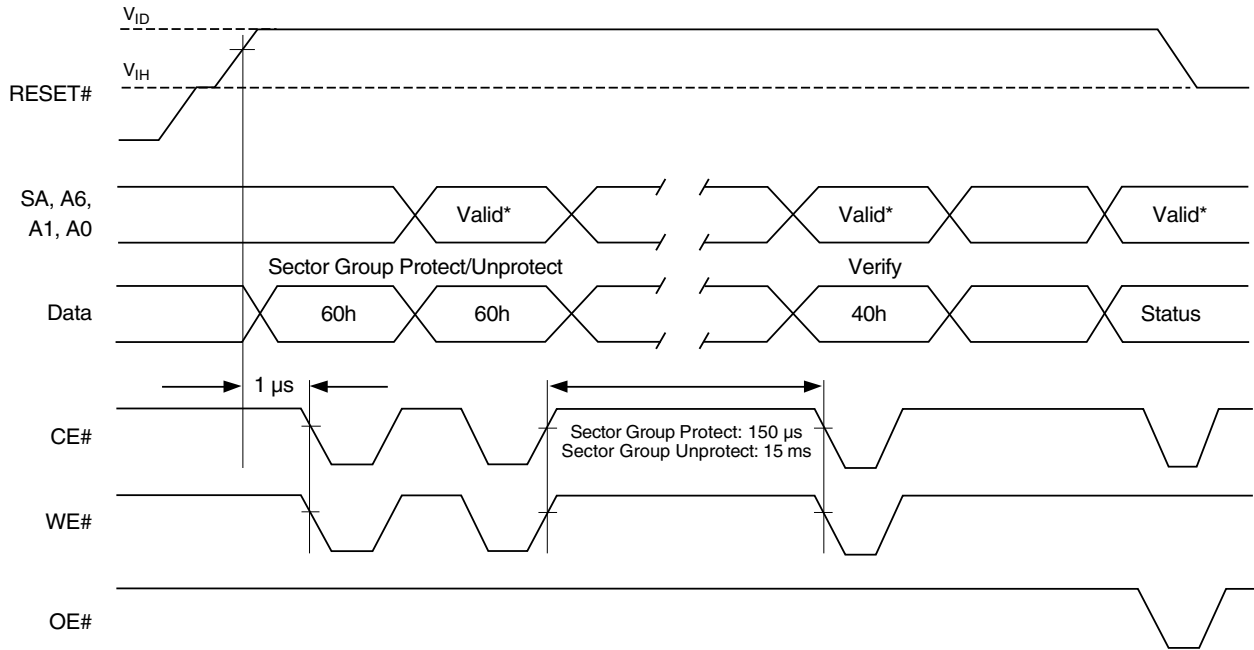 VID
VIH
RESET#
SA, A6,
A1, A0
Valid*
Valid*
Valid*
Sector Group Protect/Unprotect
Verify
Data
60h
60h
40h
Status
1 µs
CE#
Sector Group Protect: 150 µs
Sector Group Unprotect: 15 ms
WE#
OE#